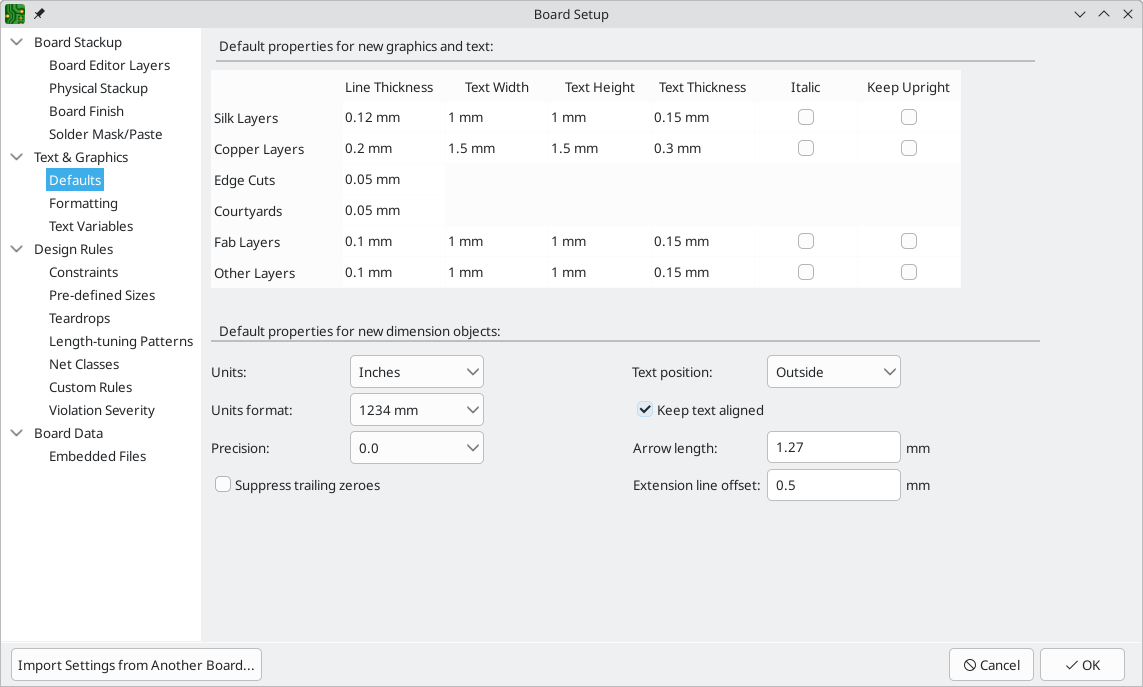 Board Setup
Board Stackup
Board Editor Layers
Physical Stackup
Board Finish
Solder Mask/Paste
Text & Graphics
Defaults
Formatting
Text Variables
Design Rules
Constraints
Pre-defined Sizes
Teardrops
Length-tuning Patterns
Net Classes
Custom Rules
Violation Severity
Board Data
Embedded Files
Default properties for new graphics and text:
Line Thickness Text Width Text Height Text Thickness Italic Keep Upright
Silk Layers 0.12 mm 1 mm 1 mm 0.15 mm
Copper Layers 0.2 mm 1.5 mm 1.5 mm 0.3 mm
Edge Cuts 0.05 mm
Courtyards 0.05 mm
Fab Layers 0.1 mm 1 mm 1 mm 0.15 mm
Other Layers 0.1 mm 1 mm 1 mm 0.15 mm
Default properties for new dimension objects:
Units: Inches Text position: Outside
Units format: 1234 mm Keep text aligned
Precision: 0.0 Arrow length: 1.27 mm
Suppress trailing zeroes Extension line offset: 0.5 mm
Import Settings from Another Board... Cancel OK